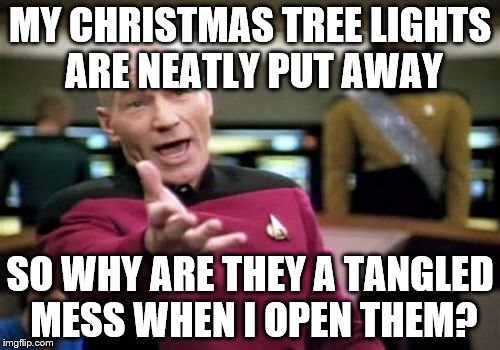 MY CHRISTMAS TREE LIGHTS
ARE NEATLY PUT AWAY
SO WHY ARE THEY A TANGLED
MESS WHEN I OPEN THEM?
imgflip.com